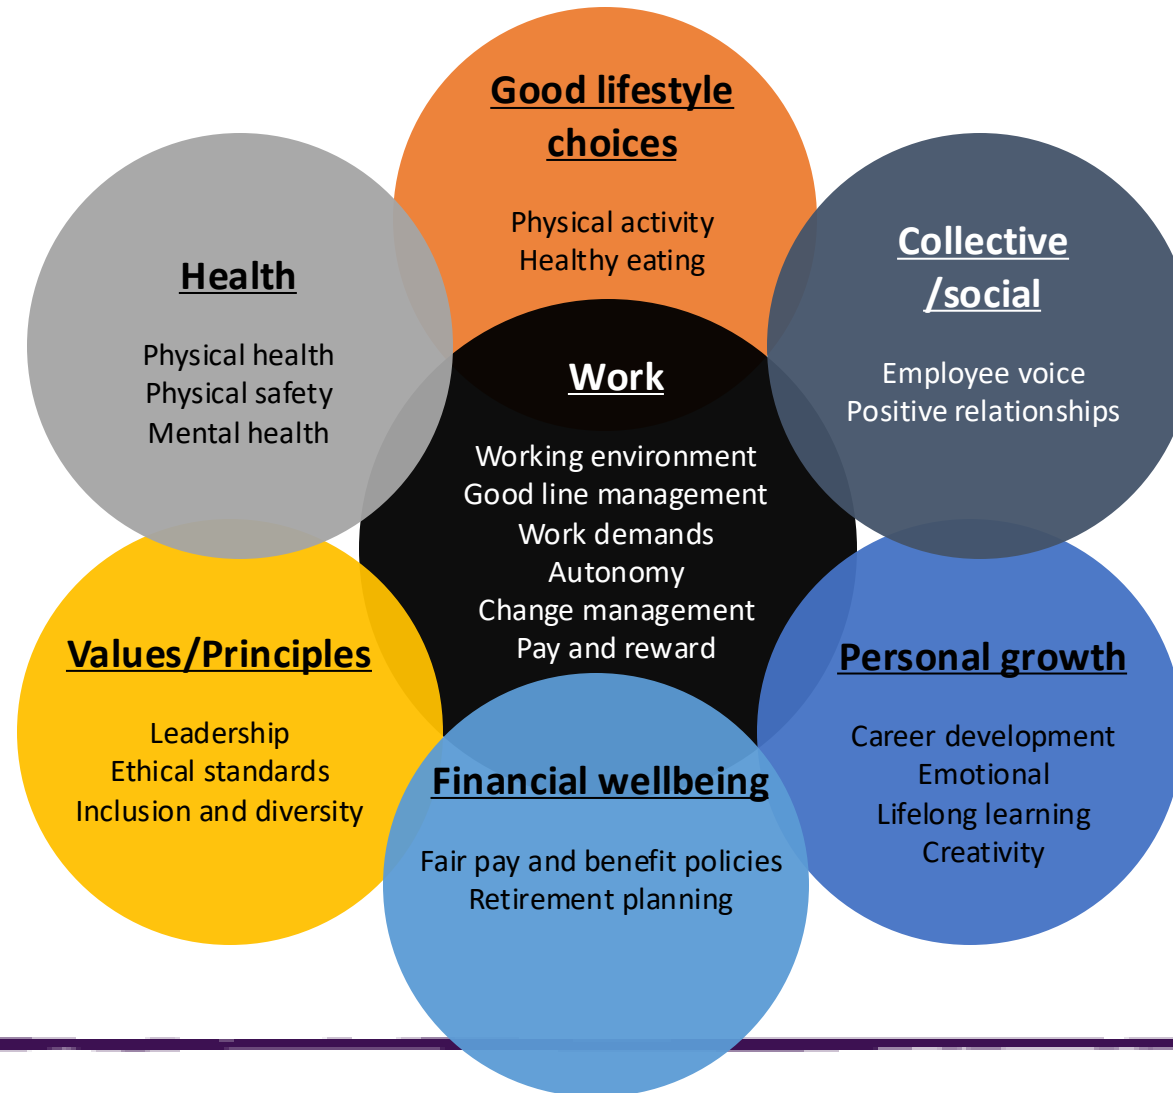 Good lifestyle
choices
Physical activity
Healthy eating
Health
Physical health
Physical safety
Mental health
Collective
/social
Employee voice
Positive relationships
Work
Working environment
Good line management
Work demands
Autonomy
Change management
Pay and reward
Values/Principles
Leadership
Ethical standards
Inclusion and diversity
Financial wellbeing
Fair pay and benefit policies
Retirement planning
Personal growth
Career development
Emotional
Lifelong learning
Creativity